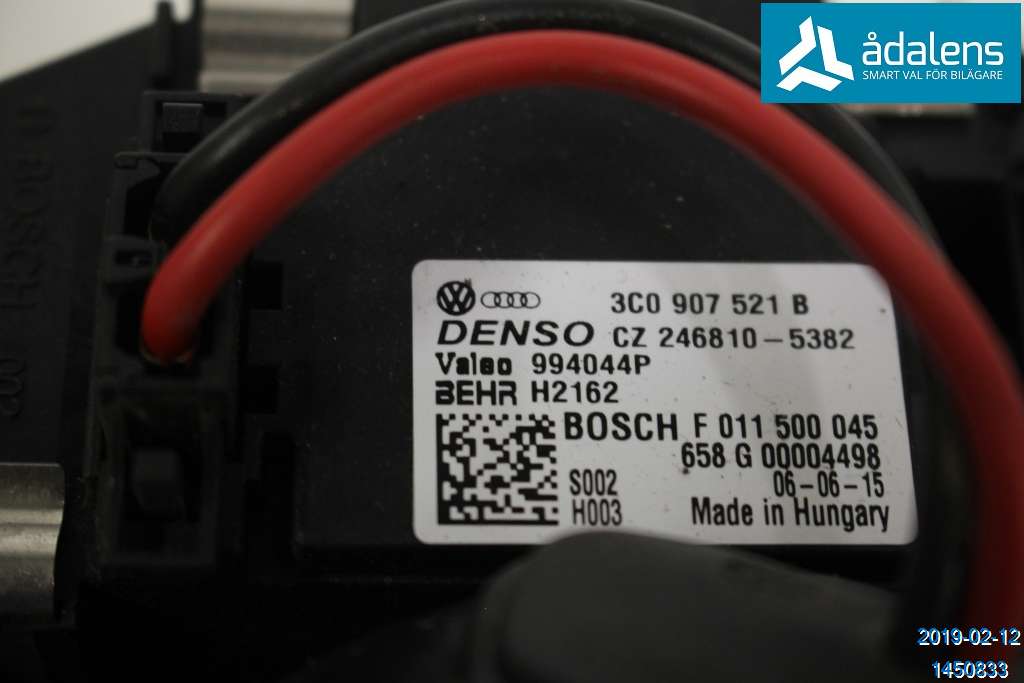 ådalens
SMART VAL FÖR BILÄGARE
BOSCH
3C0 907 521 B
DENSO CZ 246810-5382
Valeo 994044P
BEHR H2162
BOSCH F 011 500 045
658 G 00004498
S002 06-06-15
H003 Made in Hungary
2019-02-12
1450833